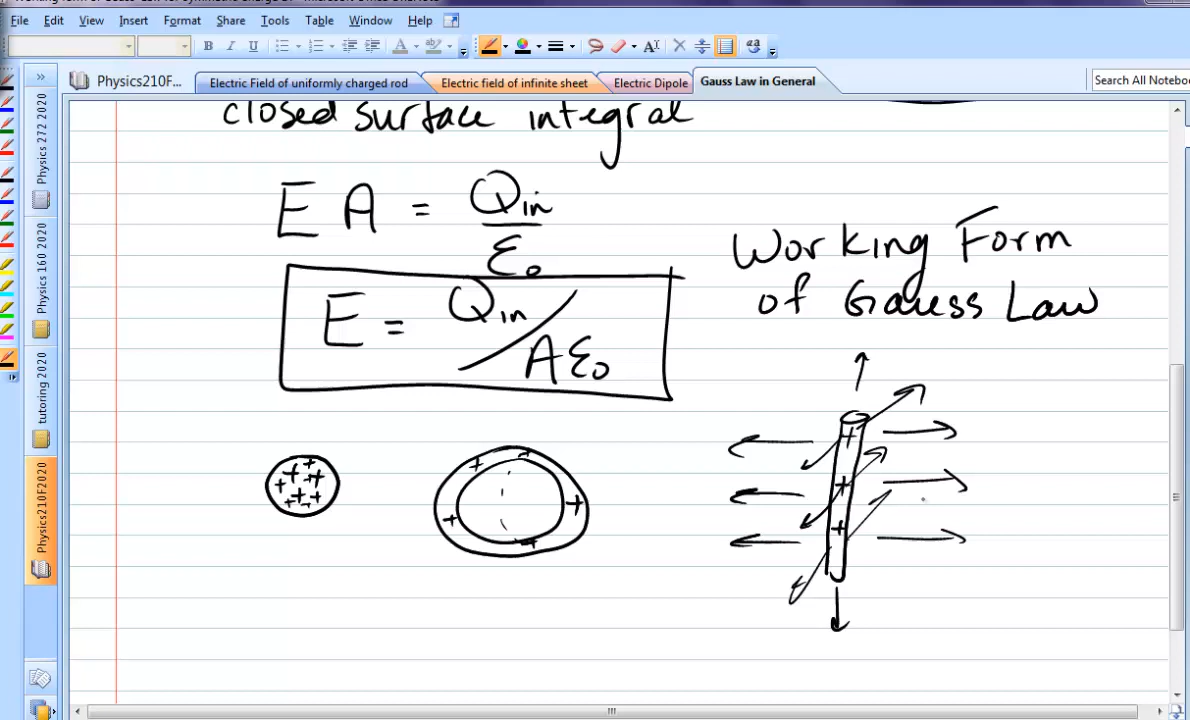 File Edit View Insert Format Share Tools Table Window Help
B I U
Physics210F... Electric Field of uniformly charged rod Electric field of infinite sheet Electric Dipole Gauss Law in General Search All Notebo
Physics 272 2020
Physics 160 2020
tutoring 2020
Physics210F2020
closed surface integral
E A = Qin/ε₀
Working Form
of Gauss Law
E = Qin/Aε₀
+ + + + + + + + +
+ + + + +
+ + +